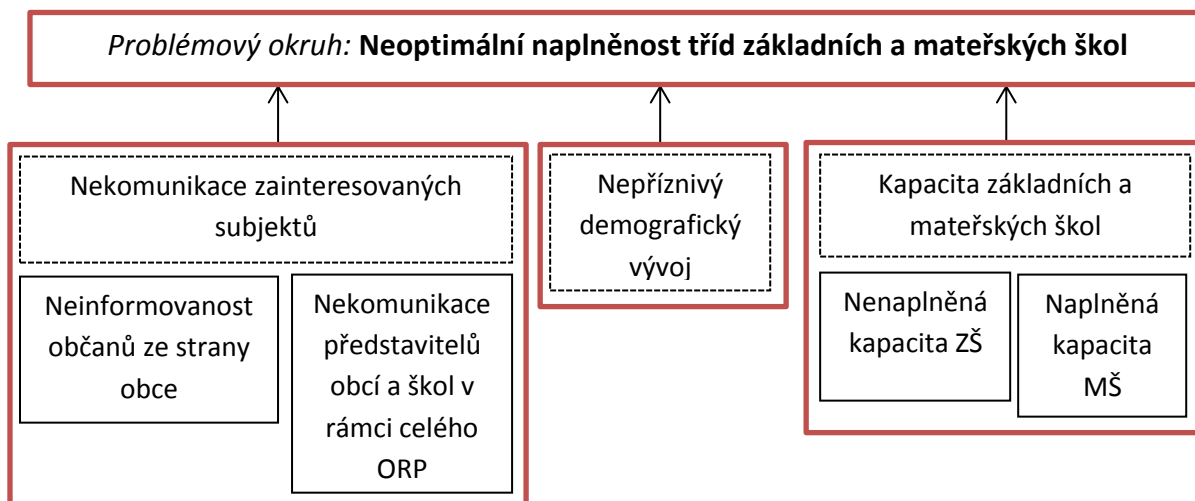 Problémový okruh: Neoptimální naplněnost tříd základních a mateřských škol
Nekomunikace zainteresovaných
subjektů
Neinformovanost
občanů ze strany
obce
Nekomunikace
představitelů
obcí a škol v
rámci celého
ORP
Nepříznivý
demografický
vývoj
Kapacita základních a
mateřských škol
Nenaplněná
kapacita ZŠ
Naplněná
kapacita
MŠ